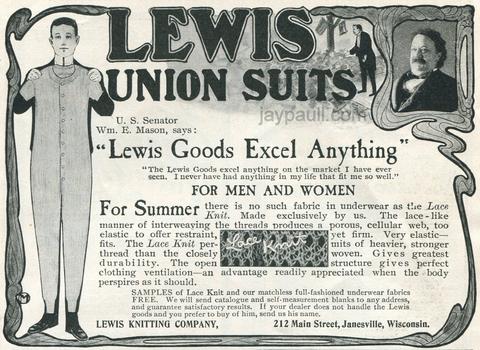 LEWIS
UNION SUITS
jaypaull.com
U. S. Senator
Wm. E. Mason, says:
"Lewis Goods Excel Anything"
"The Lewis Goods excel anything on the market I have ever
seen. I never have had anything in my life that fit me so well."
FOR MEN AND WOMEN
For Summer there is no such fabric in underwear as the Lace
Knit. Made exclusively by us. The lace-like
manner of interweaving the threads produces a porous, cellular web, too
elastic to offer restraint, yet firm. Very elastic—
fits. The Lace Knit permits of heavier, stronger
Lace Knit
thread than the closely woven. Gives greatest
durability. The open structure gives perfect
clothing ventilation—an advantage readily appreciated when the body
perspires as it should.
SAMPLES of Lace Knit and our matchless full-fashioned underwear fabrics
FREE. We will send catalogue and self-measurement blanks to any address,
and guarantee satisfactory results. If your dealer does not handle the Lewis
goods and you prefer to buy of him, send us his name.
LEWIS KNITTING COMPANY, 212 Main Street, Janesville, Wisconsin.